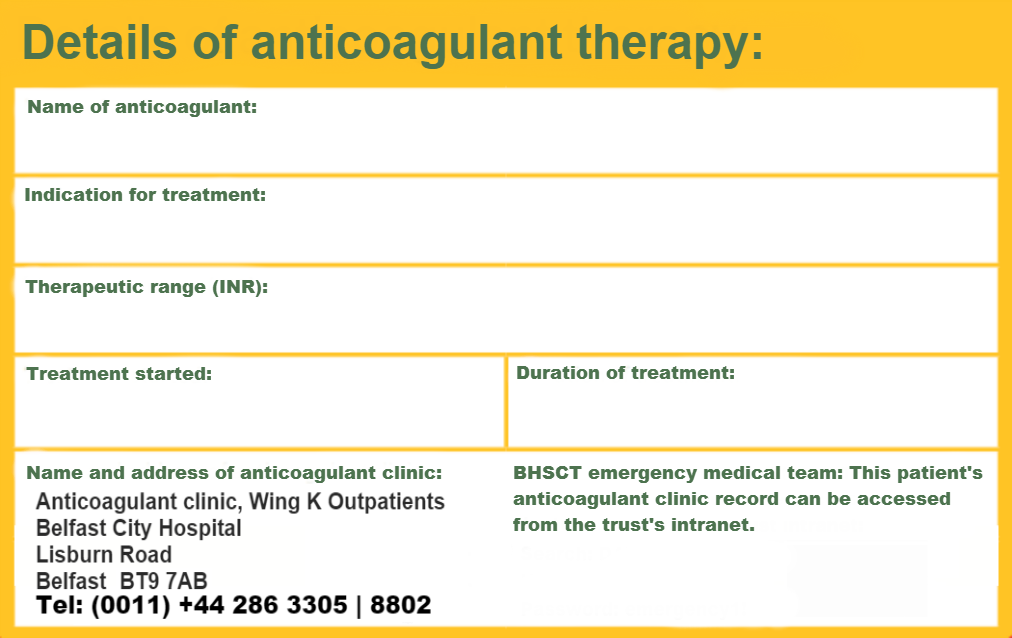 Details of anticoagulant therapy:
Name of anticoagulant:
Indication for treatment:
Therapeutic range (INR):
Treatment started:
Duration of treatment:
Name and address of anticoagulant clinic:
Anticoagulant clinic, Wing K Outpatients
Belfast City Hospital
Lisburn Road
Belfast BT9 7AB
Tel: (0011) +44 286 3305 | 8802
BHSCT emergency medical team: This patient's
anticoagulant clinic record can be accessed
from the trust's intranet.